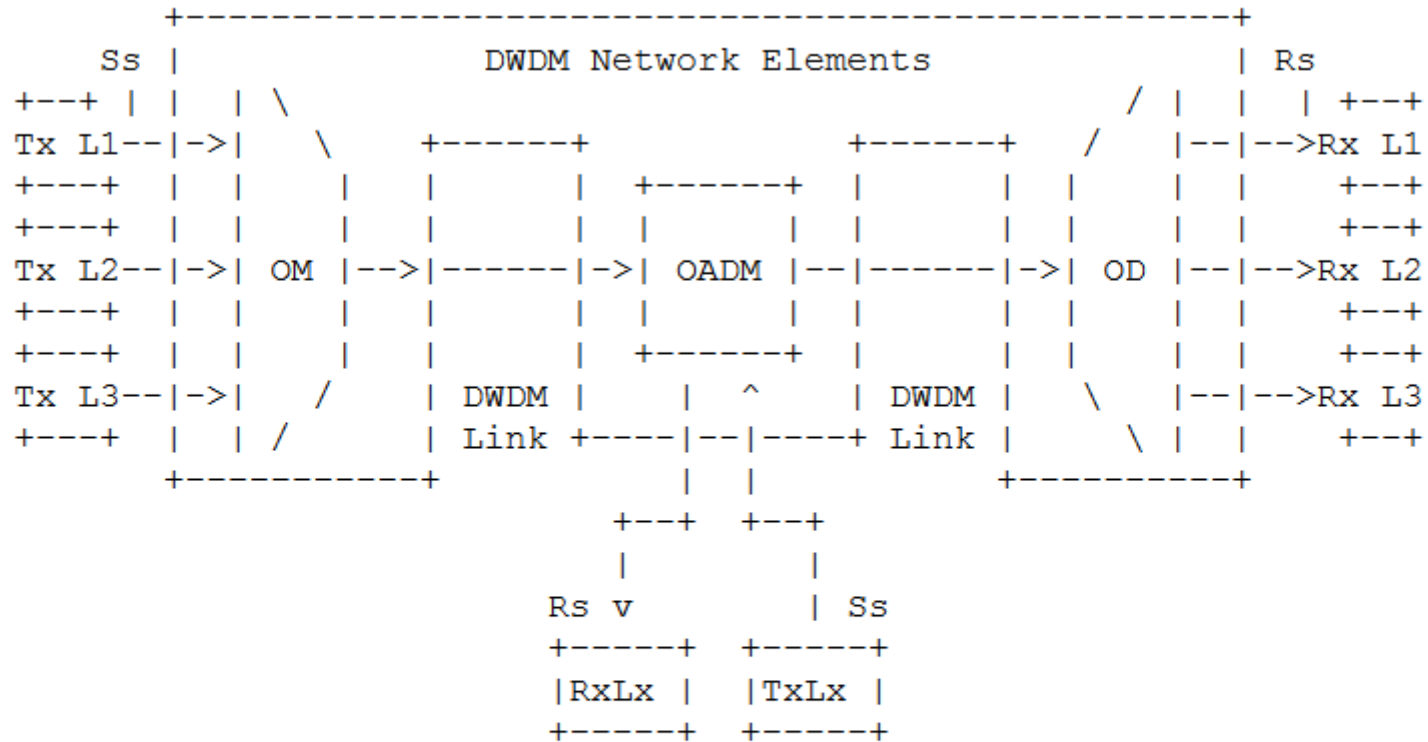 +--------------------------------------------------+
       Ss  |                DWDM Network Elements             | Rs
 +--+ |  |   | \                                      / |   |  | +--+
 Tx L1--|->|    \    +------+            +------+   /     |--|-->Rx L1
 +---+  |  |     |   |      |  +------+  |      |  |      |  |    +--+
 +---+  |  |     |   |      |  |      |  |      |  |      |  |    +--+
 Tx L2--|->| OM  |-->|------|->| OADM |--|------|->|  OD  |--|-->Rx L2
 +---+  |  |     |   |      |  |      |  |      |  |      |  |    +--+
 +---+  |  |     |   |      |  +------+  |      |  |      |  |    +--+
 Tx L3--|->|    /    | DWDM |    |  ^    | DWDM |   \     |--|-->Rx L3
 +---+  |  | /       | Link +----|--|----+ Link |     \ |  |    +--+
        +-----------+           |  |           +----------+
                             +--+  +--+
                             |        |
                          Rs v        | Ss
                          +-----+  +-----+
                          |RxLx |  |TxLx |
                          +-----+  +-----+